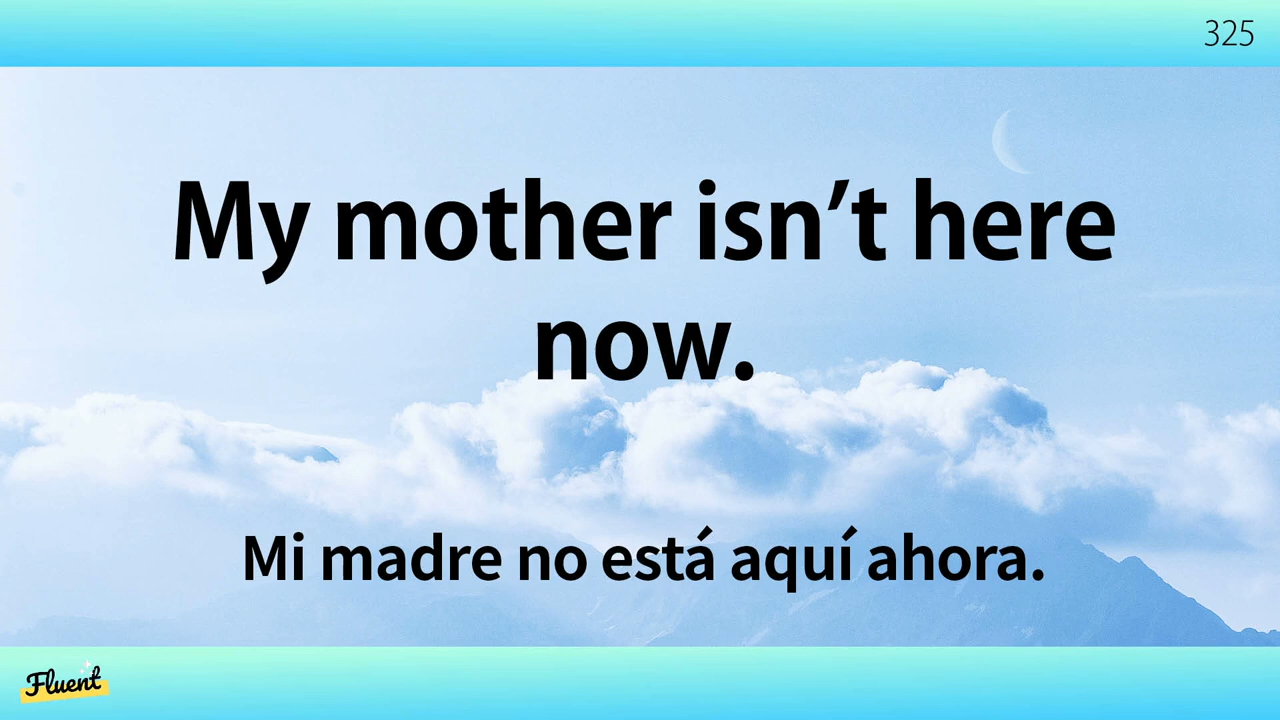 325
My mother isn’t here
now.
Mi madre no está aquí ahora.
Fluent